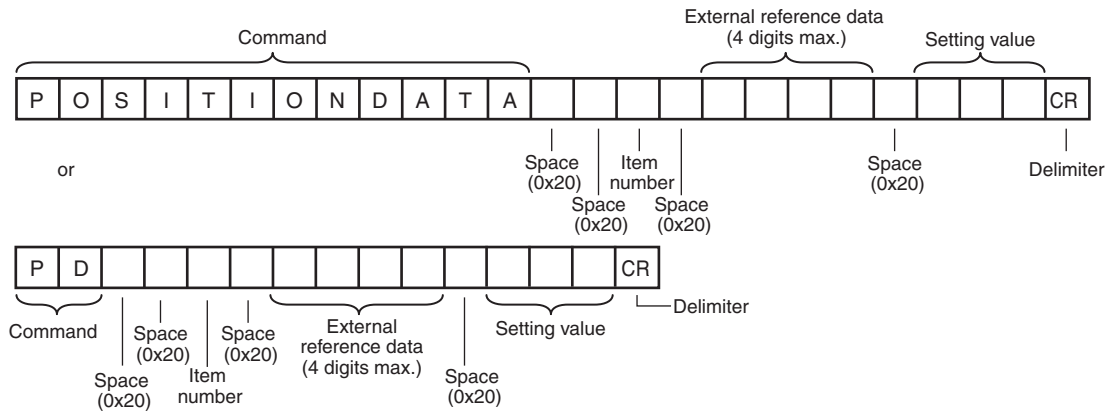 External reference data
(4 digits max.)
Command
Setting value
P O S I T I O N D A T A CR
Space
(0x20)
Space
(0x20)
Item
number
Space
(0x20)
Space
(0x20)
Delimiter
or
P D CR
Delimiter
Command
Space
(0x20)
Space
(0x20)
Item
number
Space
(0x20)
External
reference data
(4 digits max.)
Space
(0x20)
Setting value